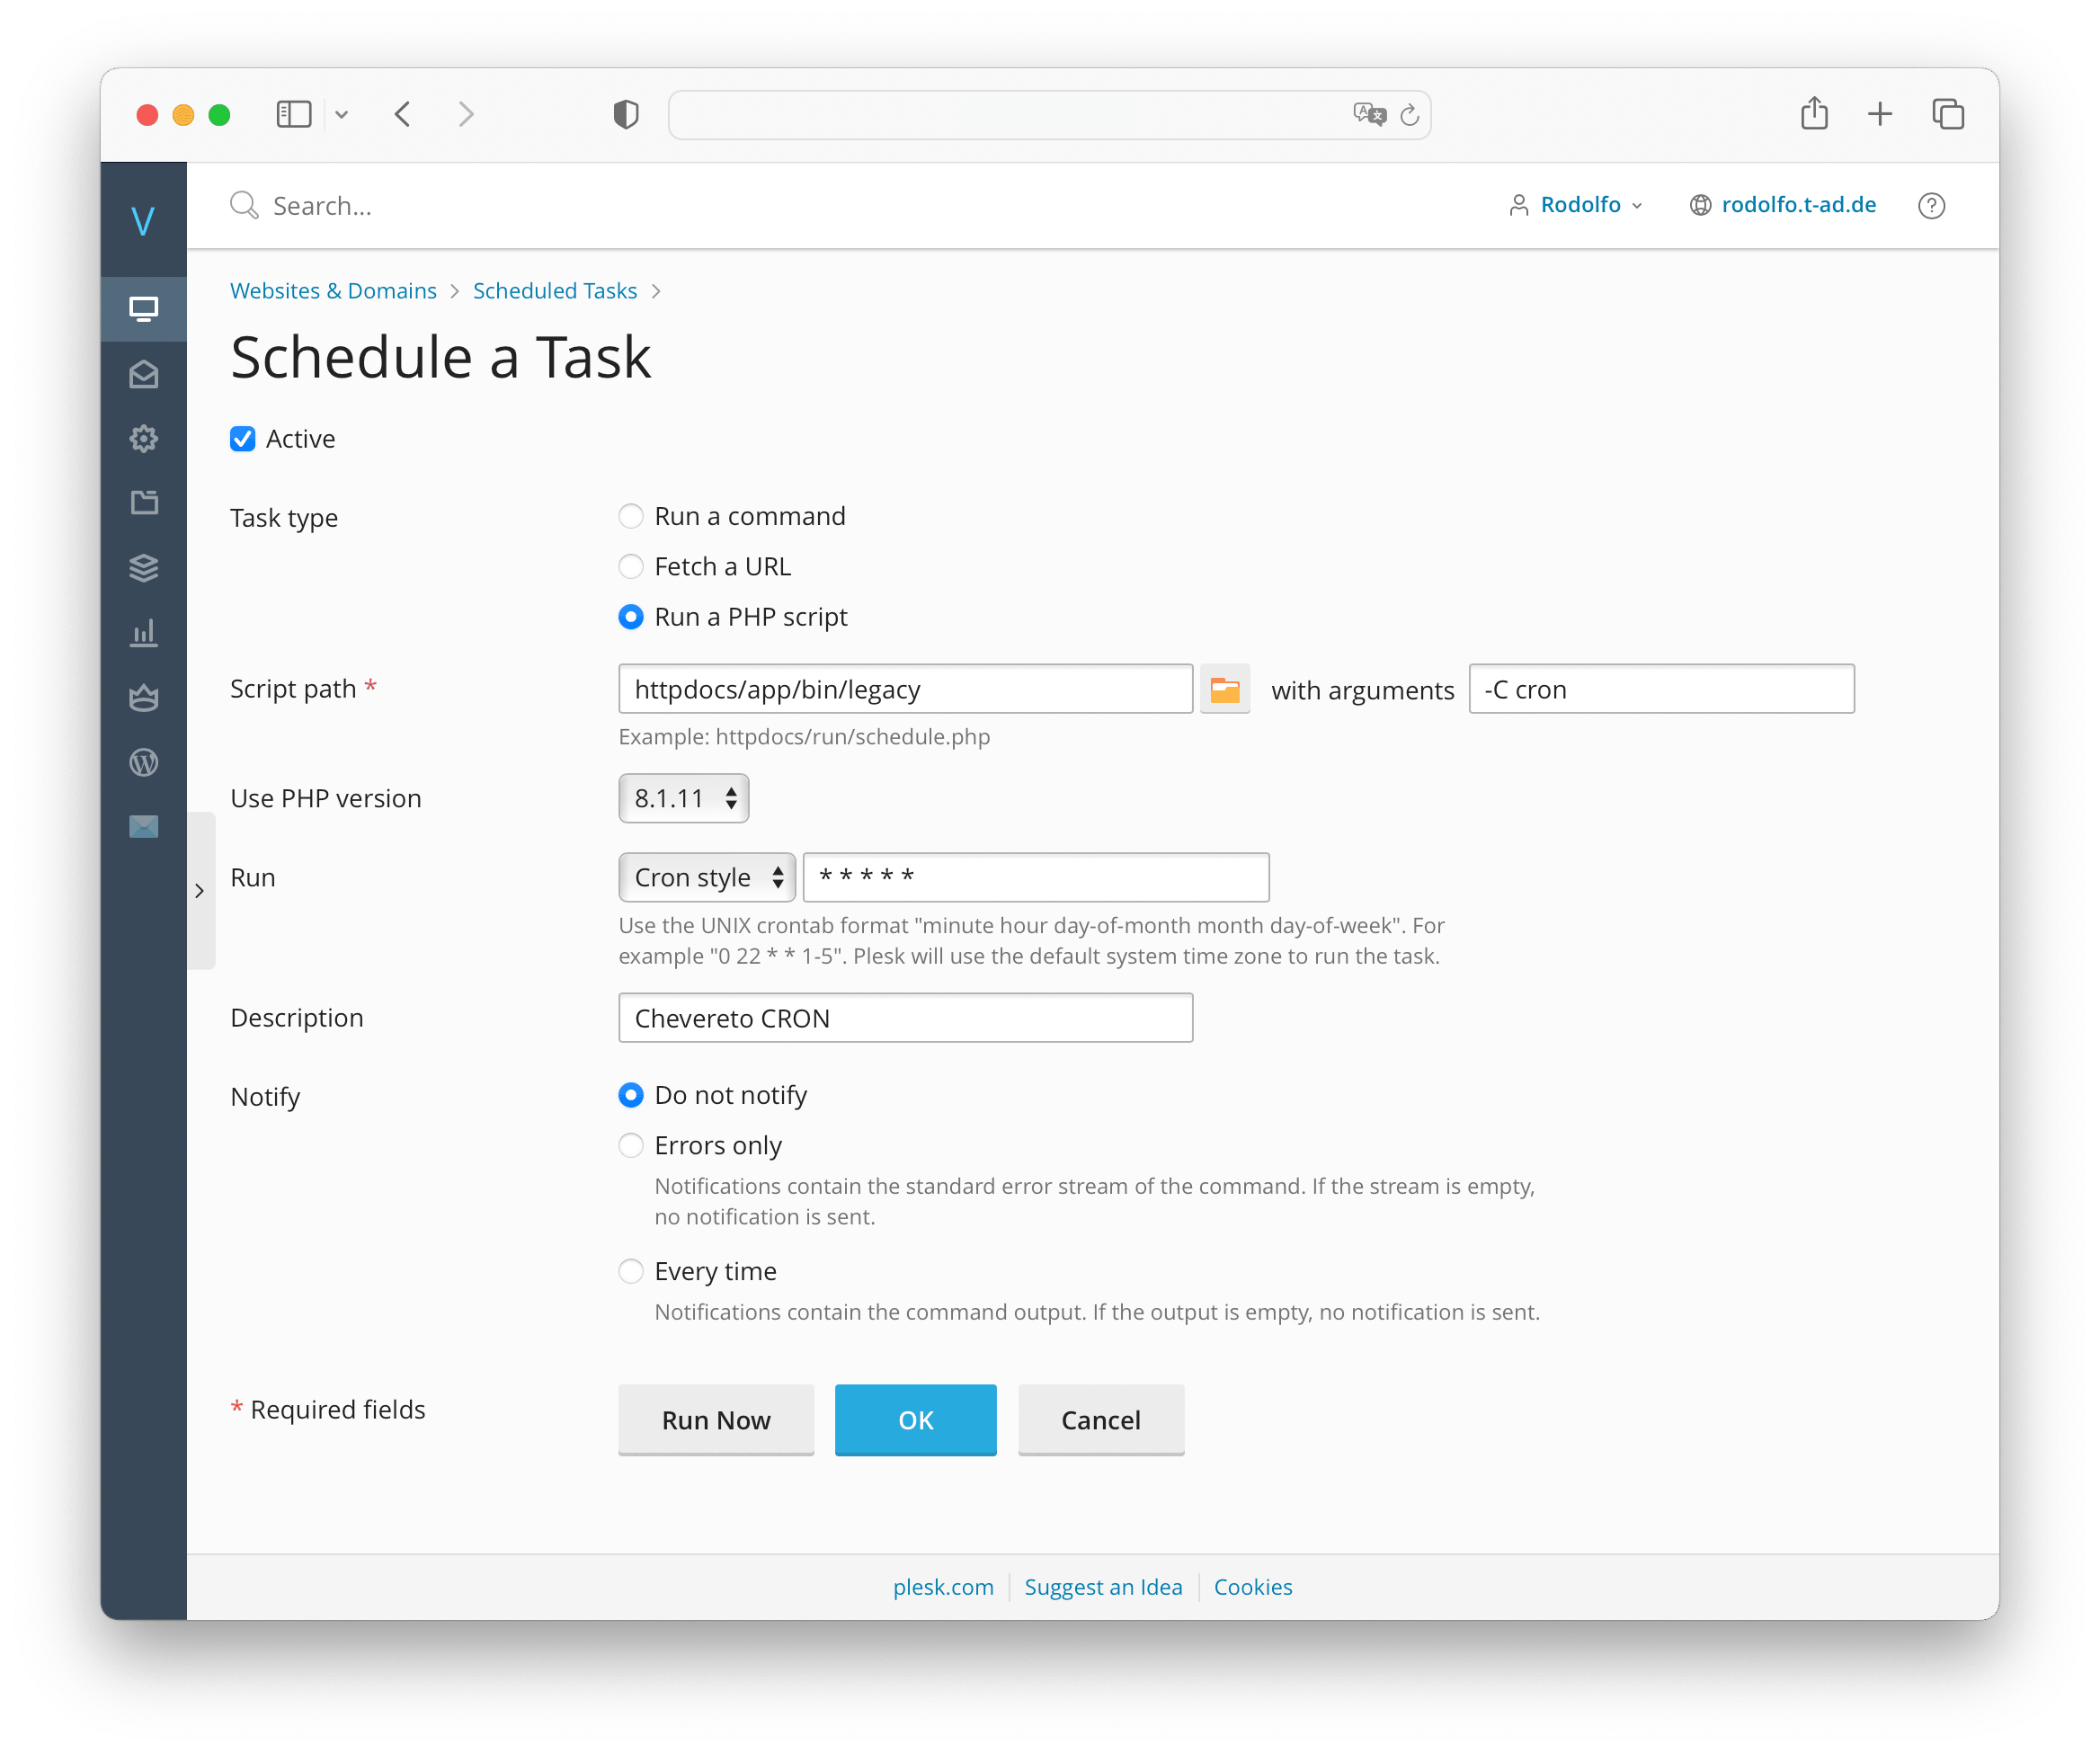 Search...
Rodolfo
rodolfo.t-ad.de
Websites & Domains > Scheduled Tasks >
Schedule a Task
Active
Task type
Run a command
Fetch a URL
Run a PHP script
Script path *
httpdocs/app/bin/legacy
with arguments
-C cron
Example: httpdocs/run/schedule.php
Use PHP version
8.1.11
Run
Cron style
* * * * *
Use the UNIX crontab format "minute hour day-of-month month day-of-week". For
example "0 22 * * 1-5". Plesk will use the default system time zone to run the task.
Description
Chevereto CRON
Notify
Do not notify
Errors only
Notifications contain the standard error stream of the command. If the stream is empty,
no notification is sent.
Every time
Notifications contain the command output. If the output is empty, no notification is sent.
* Required fields
Run Now
OK
Cancel
plesk.com
Suggest an Idea
Cookies